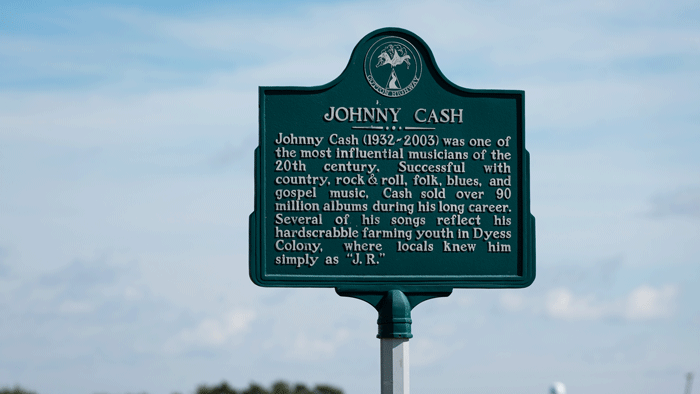 COTTON HIGHWAY
JOHNNY CASH
Johnny Cash (1932-2003) was one of
the most influential musicians of the
20th century. Successful with
country, rock & roll, folk, blues, and
gospel music, Cash sold over 90
million albums during his long career.
Several of his songs reflect his
hardscrabble farming youth in Dyess
Colony, where locals knew him
simply as "J. R."